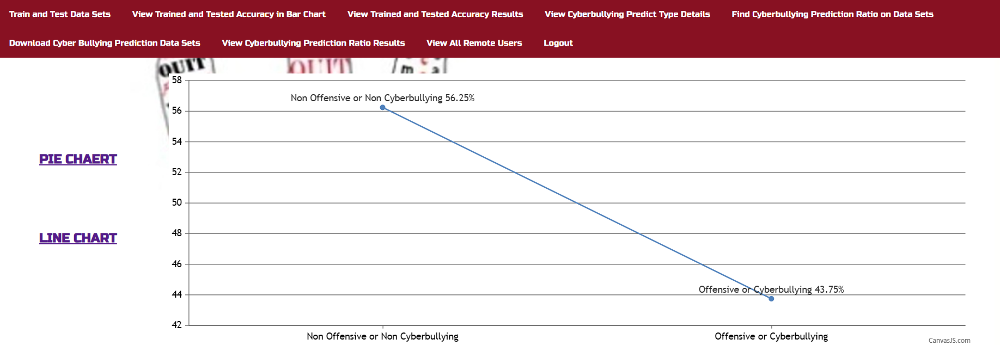 Train and Test Data Sets View Trained and Tested Accuracy in Bar Chart View Trained and Tested Accuracy Results View Cyberbullying Predict Type Details Find Cyberbullying Prediction Ratio on Data Sets
Download Cyber Bullying Prediction Data Sets View Cyberbullying Prediction Ratio Results View All Remote Users Logout
QUIT QUIT
58
Non Offensive or Non Cyberbullying 56.25%
56
54
PIE CHAERT
52
50
LINE CHART
48
46
Offensive or Cyberbullying 43.75%
44
42
Non Offensive or Non Cyberbullying Offensive or Cyberbullying
CanvasJS.com